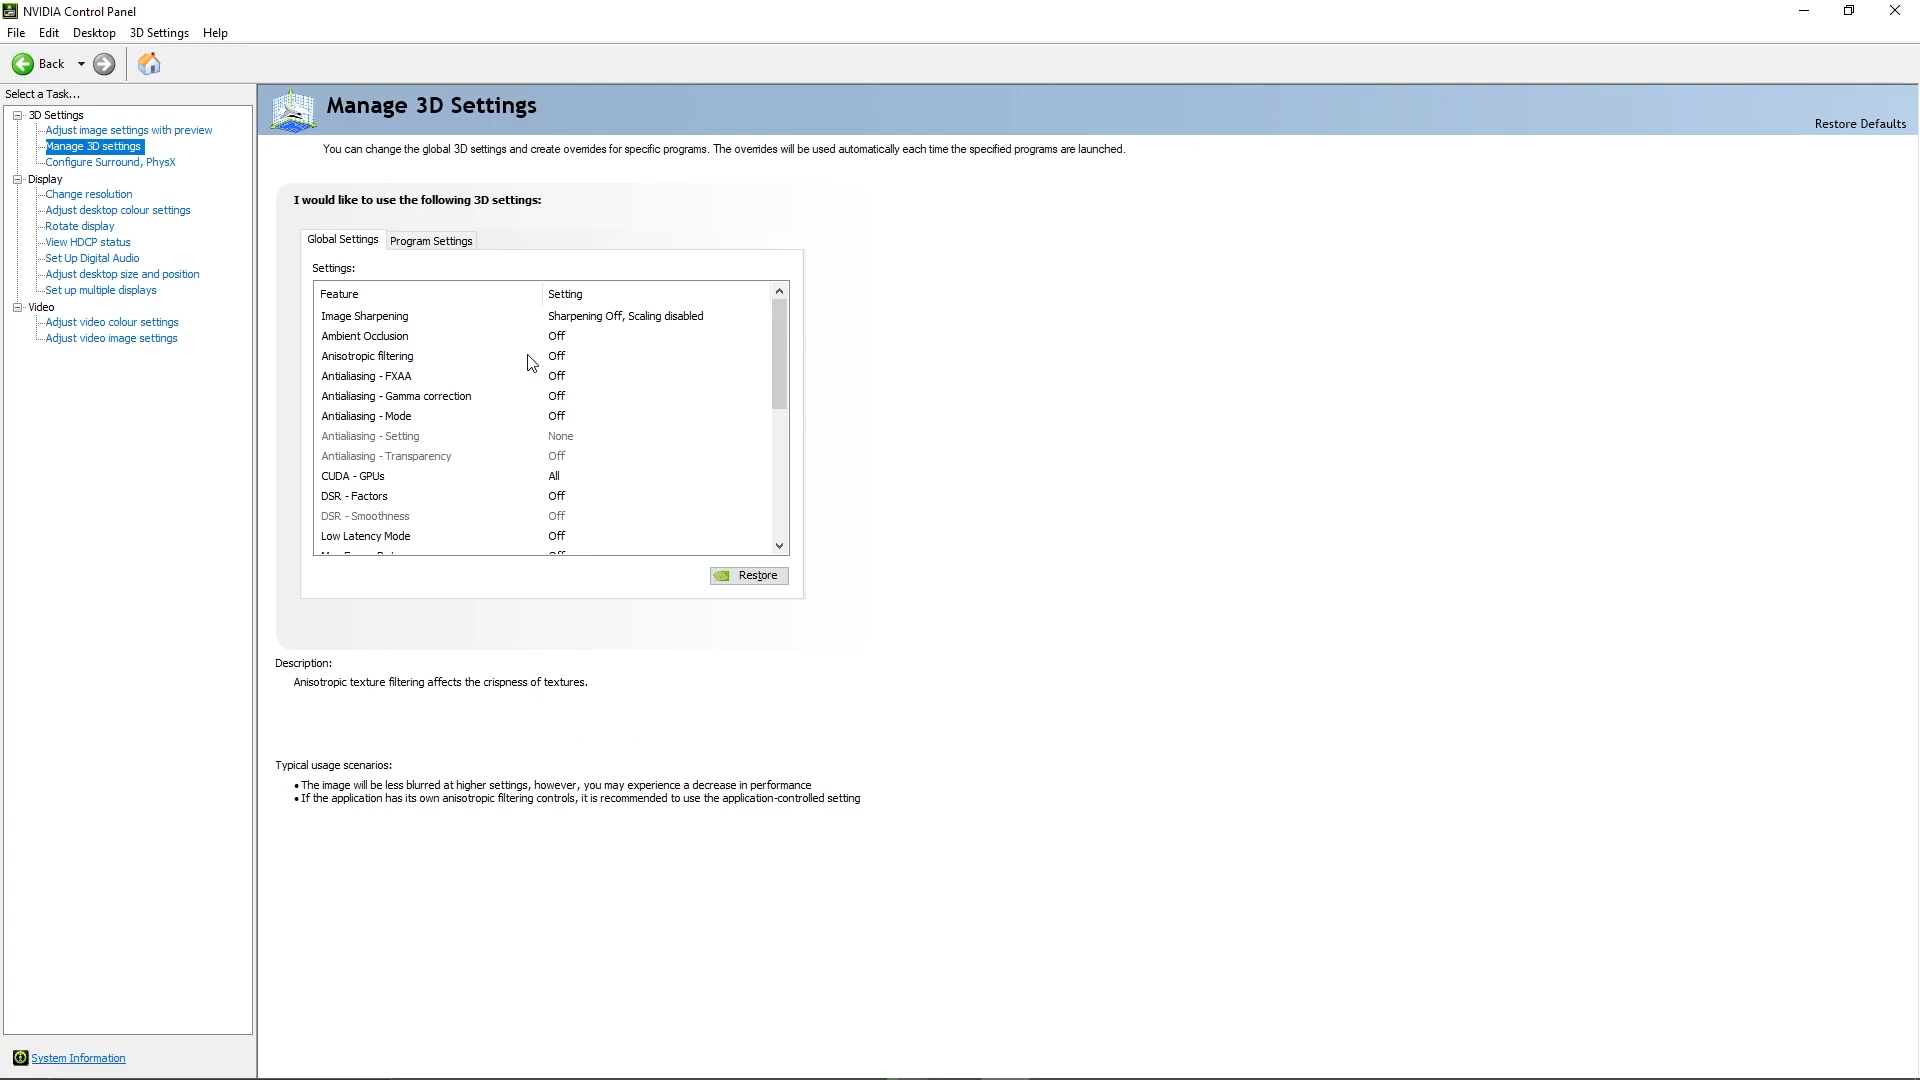 NVIDIA Control Panel
File Edit Desktop 3D Settings Help
Back
Select a Task...
3D Settings
Adjust image settings with preview
Manage 3D settings
Configure Surround, PhysX
Display
Change resolution
Adjust desktop colour settings
Rotate display
View HDCP status
Set Up Digital Audio
Adjust desktop size and position
Set up multiple displays
Video
Adjust video colour settings
Adjust video image settings
System Information
Manage 3D Settings
Restore Defaults
You can change the global 3D settings and create overrides for specific programs. The overrides will be used automatically each time the specified programs are launched.
I would like to use the following 3D settings:
Global Settings Program Settings
Settings:
Feature Setting
Image Sharpening Sharpening Off, Scaling disabled
Ambient Occlusion Off
Anisotropic filtering Off
Antialiasing - FXAA Off
Antialiasing - Gamma correction Off
Antialiasing - Mode Off
Antialiasing - Setting None
Antialiasing - Transparency Off
CUDA - GPUs All
DSR - Factors Off
DSR - Smoothness Off
Low Latency Mode Off
Restore
Description:
Anisotropic texture filtering affects the crispness of textures.
Typical usage scenarios:
• The image will be less blurred at higher settings, however, you may experience a decrease in performance
• If the application has its own anisotropic filtering controls, it is recommended to use the application-controlled setting